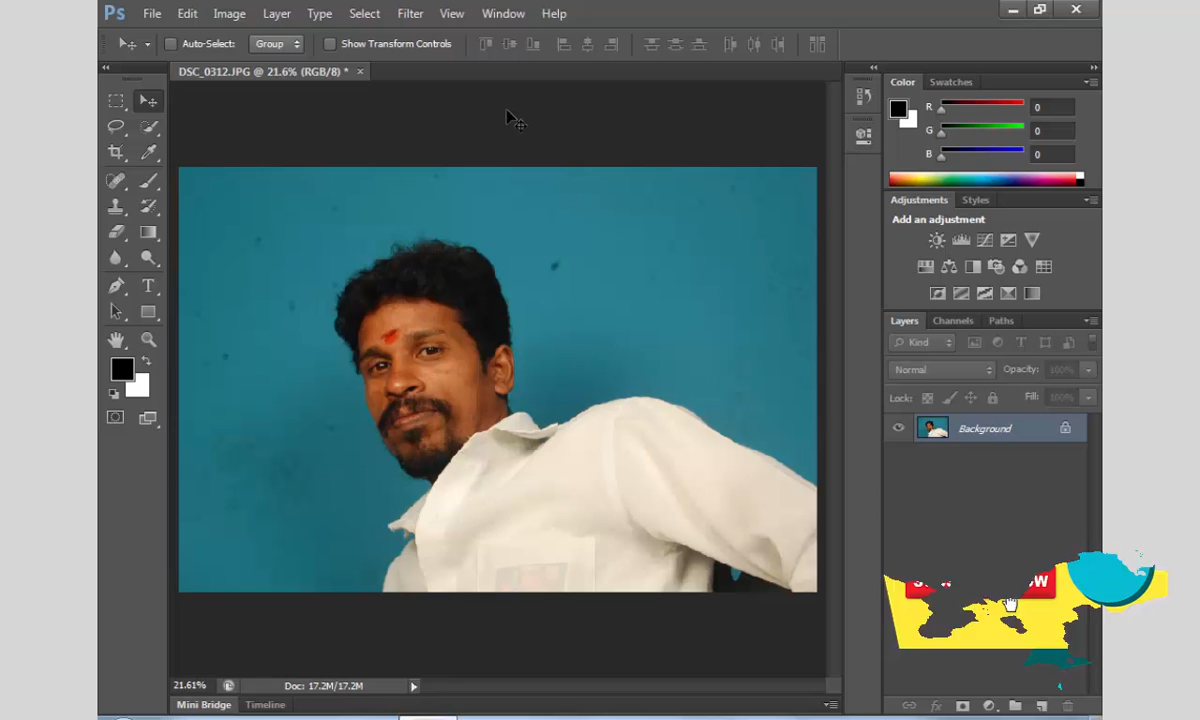 Ps File Edit Image Layer Type Select Filter View Window Help
Auto-Select: Group Show Transform Controls
DSC_0312.JPG @ 21.6% (RGB/8) * ×
Color Swatches
R 0
G 0
B 0
Adjustments Styles
Add an adjustment
Layers Channels Paths
Kind
Normal Opacity: 100%
Lock: Fill: 100%
Background
21.61% Doc: 17.2M/17.2M
Mini Bridge Timeline